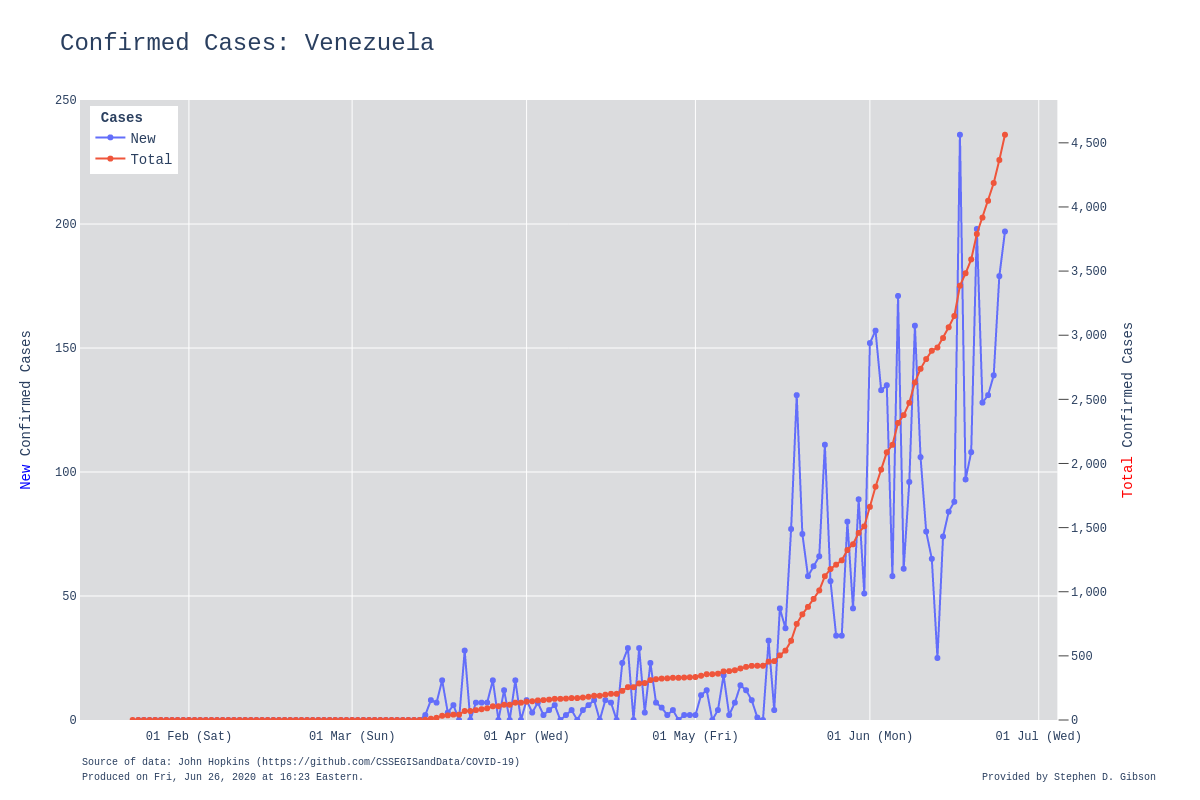 Confirmed Cases: Venezuela
Cases
New
Total
250
200
150
100
50
0
4,500
4,000
3,500
3,000
2,500
2,000
1,500
1,000
500
0
New Confirmed Cases
Total Confirmed Cases
01 Feb (Sat) 01 Mar (Sun) 01 Apr (Wed) 01 May (Fri) 01 Jun (Mon) 01 Jul (Wed)
Source of data: John Hopkins (https://github.com/CSSEGISandData/COVID-19)
Produced on Fri, Jun 26, 2020 at 16:23 Eastern.
Provided by Stephen D. Gibson